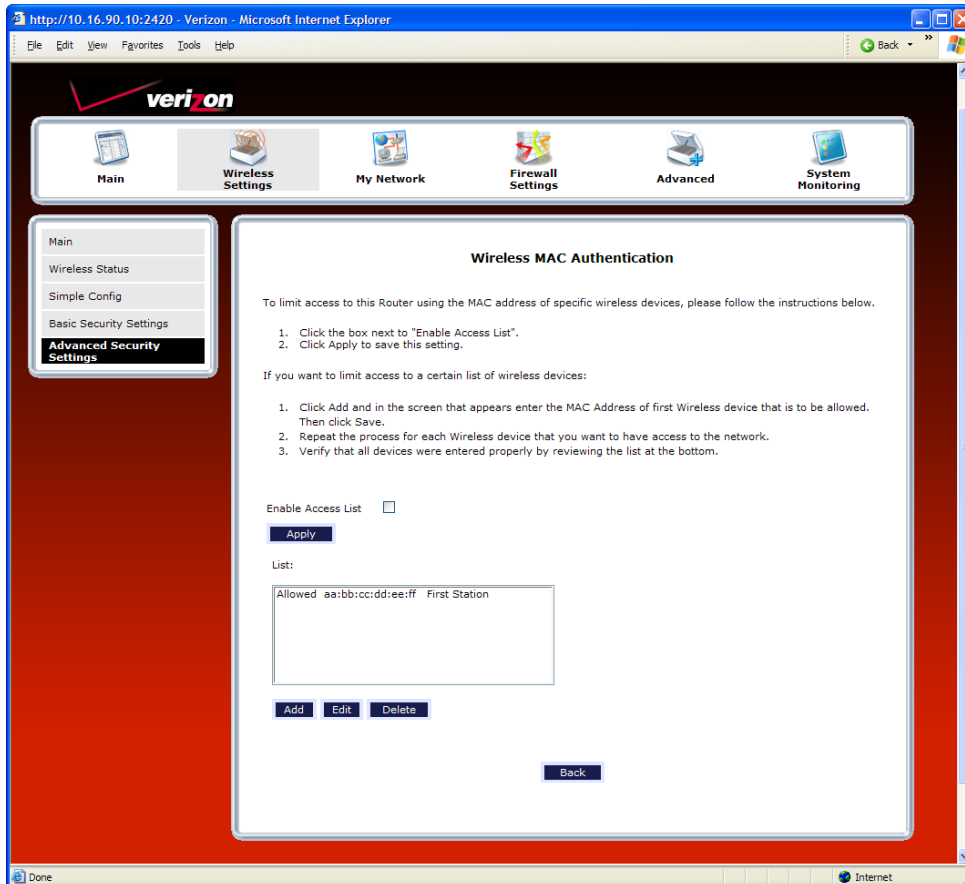 http://10.16.90.10:2420 - Verizon - Microsoft Internet Explorer
File Edit View Favorites Tools Help
Back »
verizon
Main
Wireless Settings
My Network
Firewall Settings
Advanced
System Monitoring
Main
Wireless Status
Simple Config
Basic Security Settings
Advanced Security
Settings
Wireless MAC Authentication
To limit access to this Router using the MAC address of specific wireless devices, please follow the instructions below.
1. Click the box next to "Enable Access List".
2. Click Apply to save this setting.
If you want to limit access to a certain list of wireless devices:
1. Click Add and in the screen that appears enter the MAC Address of first Wireless device that is to be allowed.
Then click Save.
2. Repeat the process for each Wireless device that you want to have access to the network.
3. Verify that all devices were entered properly by reviewing the list at the bottom.
Enable Access List
Apply
List:
Allowed aa:bb:cc:dd:ee:ff First Station
Add Edit Delete
Back
Done
Internet